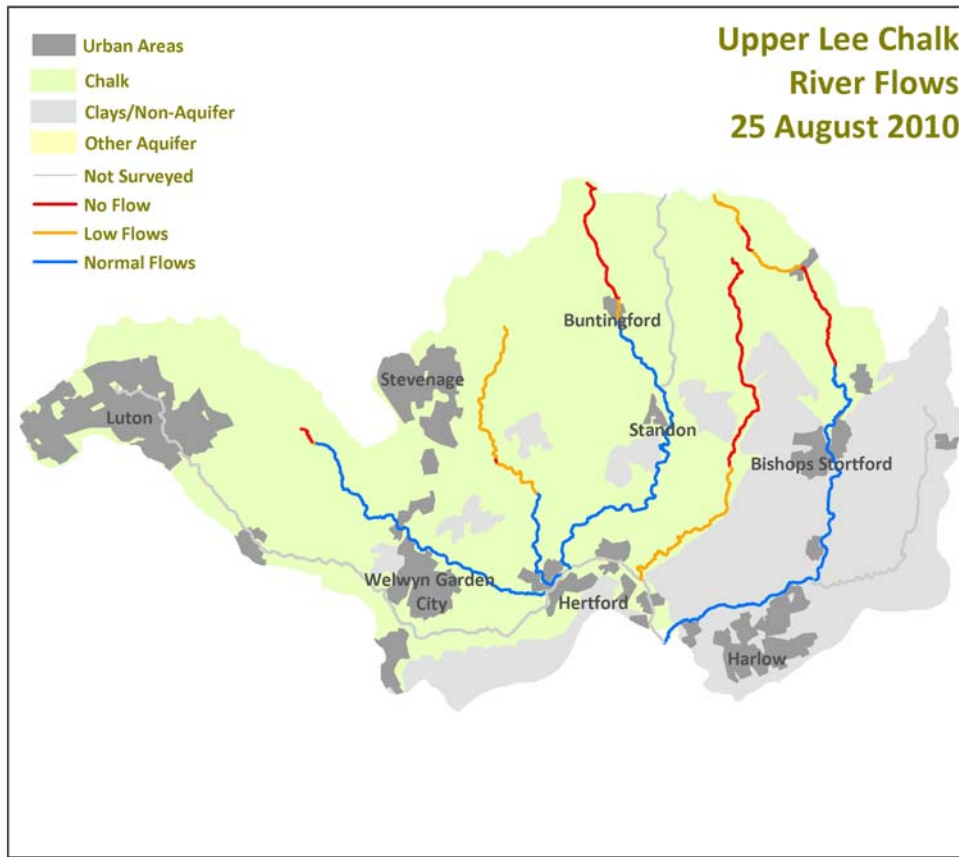 Upper Lee Chalk
River Flows
25 August 2010
Urban Areas
Chalk
Clays/Non-Aquifer
Other Aquifer
Not Surveyed
No Flow
Low Flows
Normal Flows
Buntingford
Stevenage
Luton
Standon
Bishops Stortford
Welwyn Garden
City
Hertford
Harlow